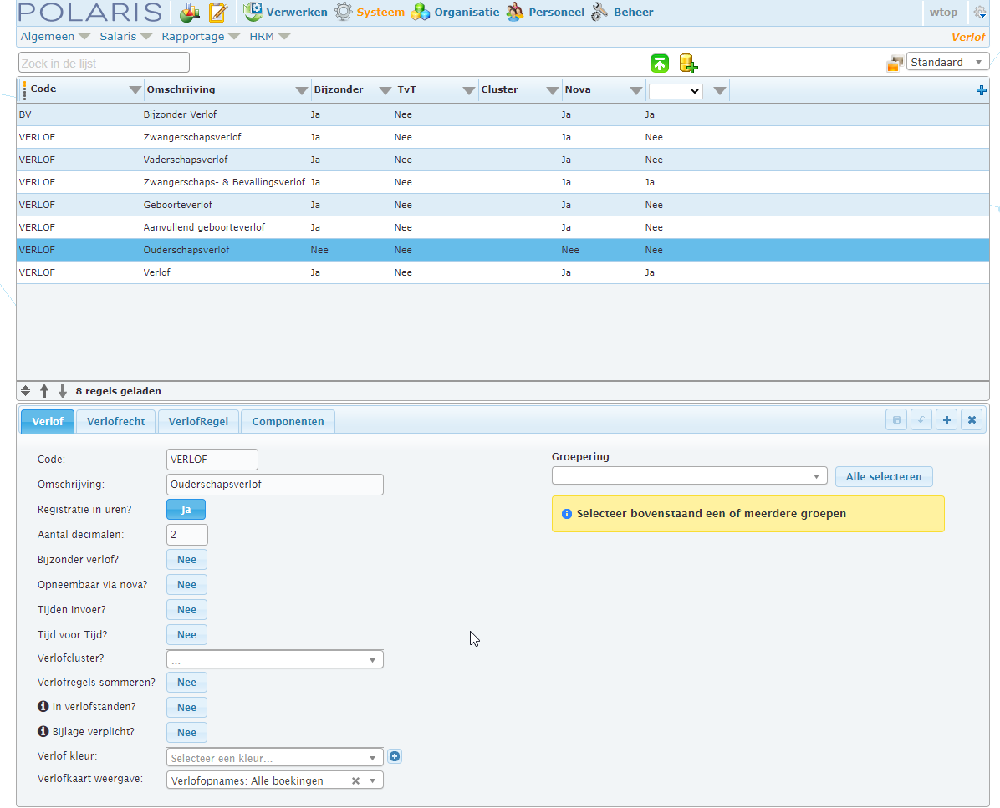 POLARIS Verwerken Systeem Organisatie Personeel Beheer wtop
Algemeen Salaris Rapportage HRM Verlof
Zoek in de lijst Standaard
Code Omschrijving Bijzonder TvT Cluster Nova
BV Bijzonder Verlof Ja Nee Ja Ja
VERLOF Zwangerschapsverlof Ja Nee Ja Nee
VERLOF Vaderschapsverlof Ja Nee Ja Nee
VERLOF Zwangerschaps- & Bevallingsverlof Ja Nee Ja Ja
VERLOF Geboorteverlof Ja Nee Ja Nee
VERLOF Aanvullend geboorteverlof Ja Nee Ja Nee
VERLOF Ouderschapsverlof Nee Nee Nee Nee
VERLOF Verlof Ja Nee Ja Ja
8 regels geladen
Verlof Verlofrecht VerlofRegel Componenten
Code: VERLOF
Omschrijving: Ouderschapsverlof
Registratie in uren? Ja
Aantal decimalen: 2
Bijzonder verlof? Nee
Opneembaar via nova? Nee
Tijden invoer? Nee
Tijd voor Tijd? Nee
Verlofcluster? ...
Verlofregels sommeren? Nee
In verlofstanden? Nee
Bijlage verplicht? Nee
Verlof kleur: Selecteer een kleur...
Verlofkaart weergave: Verlofopnames: Alle boekingen
Groepering
... Alle selecteren
Selecteer bovenstaand een of meerdere groepen